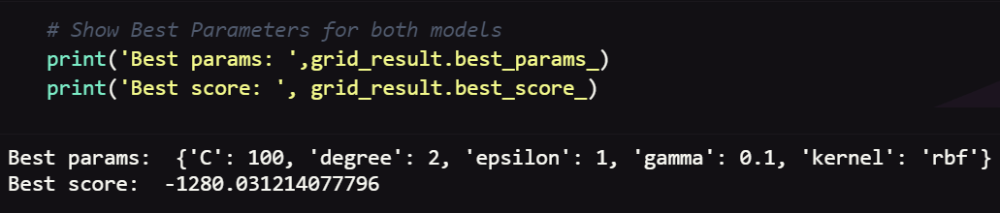 # Show Best Parameters for both models
print('Best params: ',grid_result.best_params_)
print('Best score: ', grid_result.best_score_)
Best params:  {'C': 100, 'degree': 2, 'epsilon': 1, 'gamma': 0.1, 'kernel': 'rbf'}
Best score:  -1280.031214077796